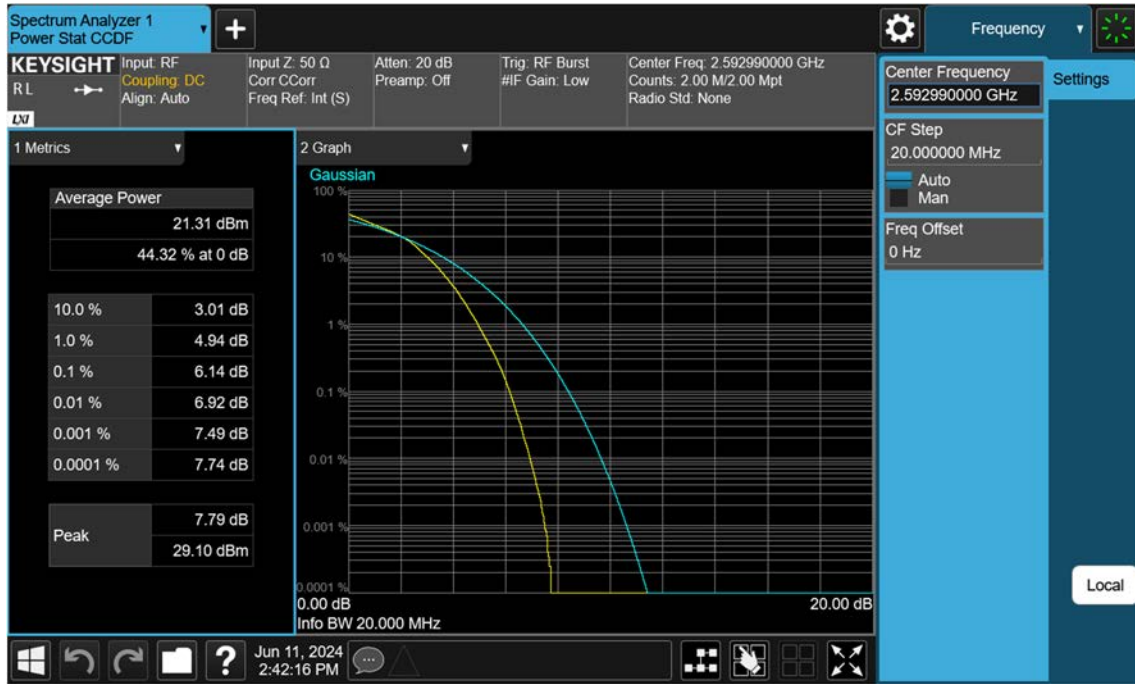 Spectrum Analyzer 1
Power Stat CCDF
Frequency
KEYSIGHT
R L
LXI
Input: RF
Coupling: DC
Align: Auto
Input Z: 50 Ω
Corr CCorr
Freq Ref: Int (S)
Atten: 20 dB
Preamp: Off
Trig: RF Burst
#IF Gain: Low
Center Freq: 2.592990000 GHz
Counts: 2.00 M/2.00 Mpt
Radio Std: None
Center Frequency
2.592990000 GHz
Settings
CF Step
20.000000 MHz
Auto
Man
Freq Offset
0 Hz
1 Metrics
Average Power
21.31 dBm
44.32 % at 0 dB
10.0 % 3.01 dB
1.0 % 4.94 dB
0.1 % 6.14 dB
0.01 % 6.92 dB
0.001 % 7.49 dB
0.0001 % 7.74 dB
Peak
7.79 dB
29.10 dBm
2 Graph
Gaussian
100 %
10 %
1 %
0.1 %
0.01 %
0.001 %
0.0001 %
0.00 dB 20.00 dB
Info BW 20.000 MHz
Local
?
Jun 11, 2024
2:42:16 PM